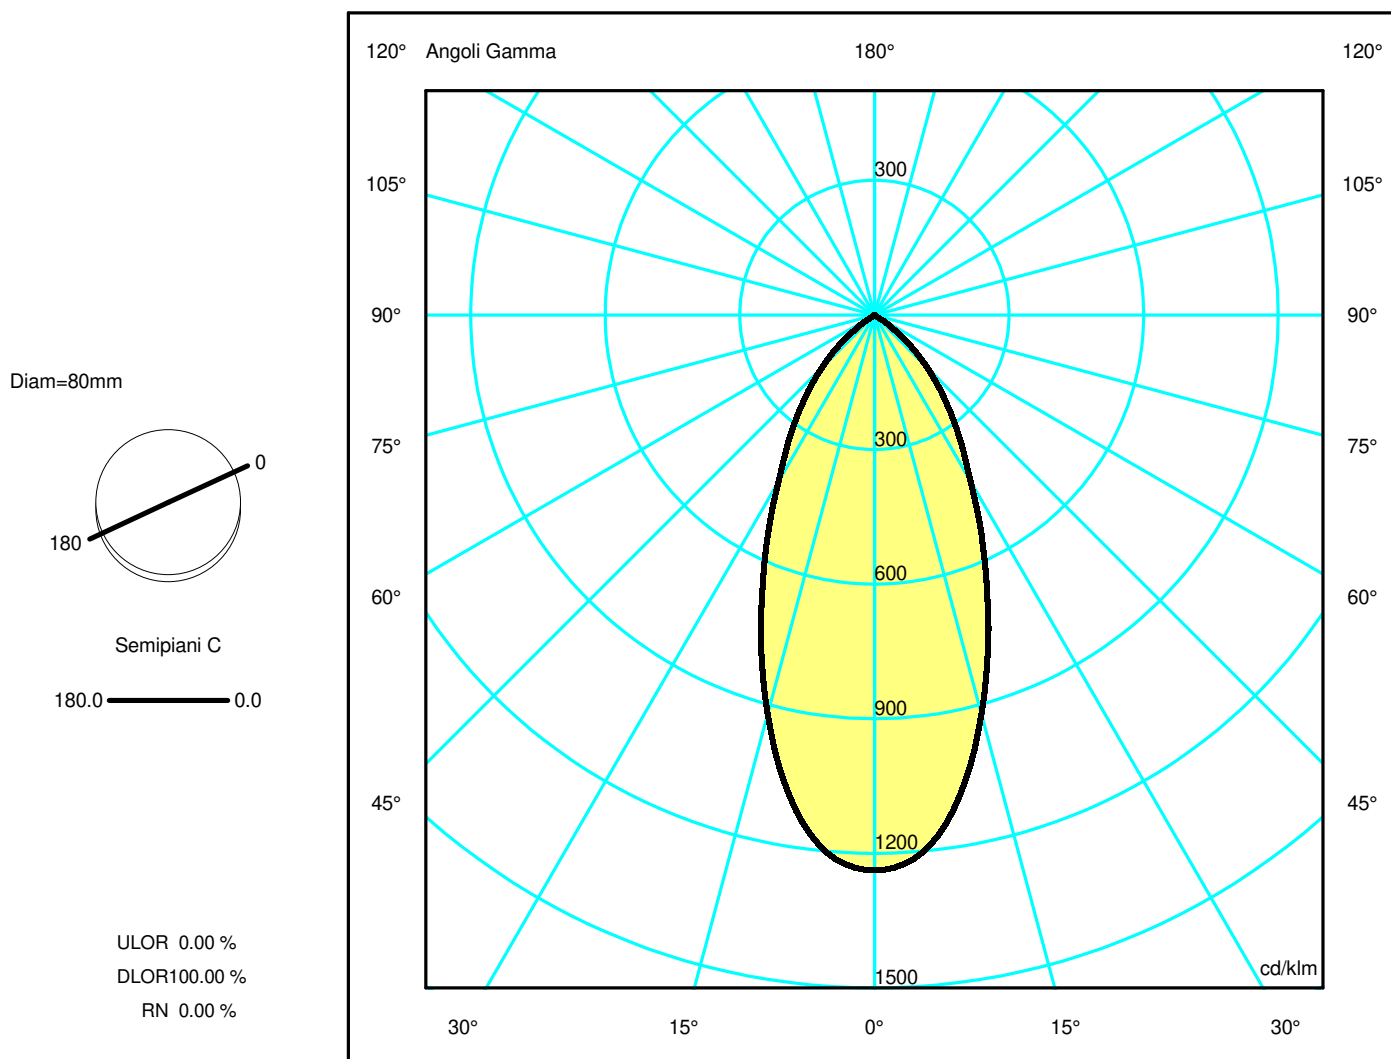 120° Angoli Gamma 180° 120°
300
105° 105°
90° 90°
Diam=80mm
300
75° 75°
0
180
600
60° 60°
Semipiani C
180.0 0.0
900
45° 45°
1200
ULOR 0.00 %
cd/klm
DLOR100.00 %
1500
RN 0.00 %
30° 15° 0° 15° 30°